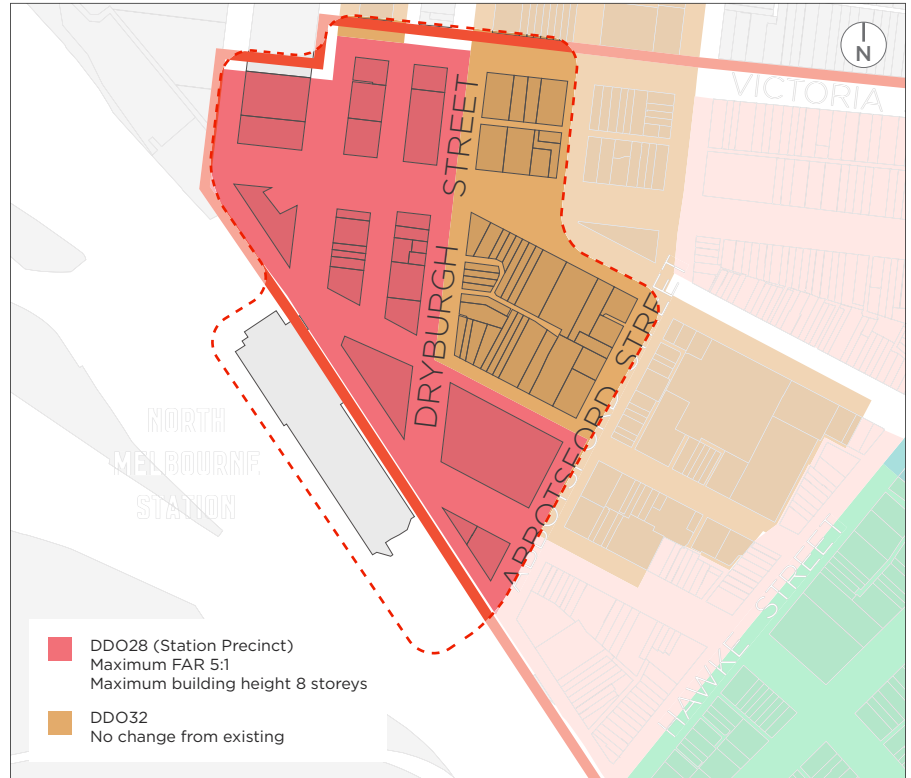 N
VICTORIA
DRYBURGH STREET
ABBOTSFORD STREET
HAWKE STREET
NORTH
MELBOURNE
STATION
DDO28 (Station Precinct)
Maximum FAR 5:1
Maximum building height 8 storeys
DDO32
No change from existing